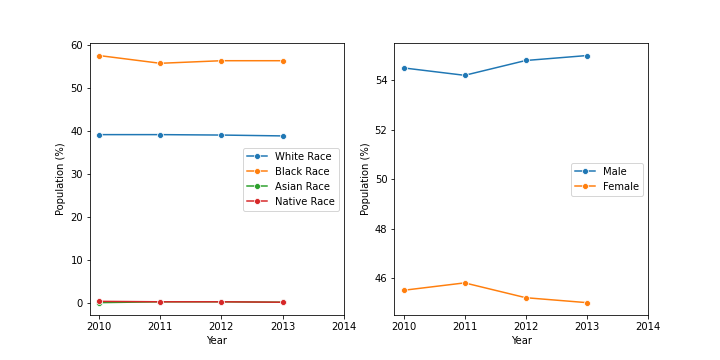 60
50
40
30
20
10
0
Population (%)
2010 2011 2012 2013 2014
Year
White Race
Black Race
Asian Race
Native Race
54
52
50
48
46
Population (%)
2010 2011 2012 2013 2014
Year
Male
Female